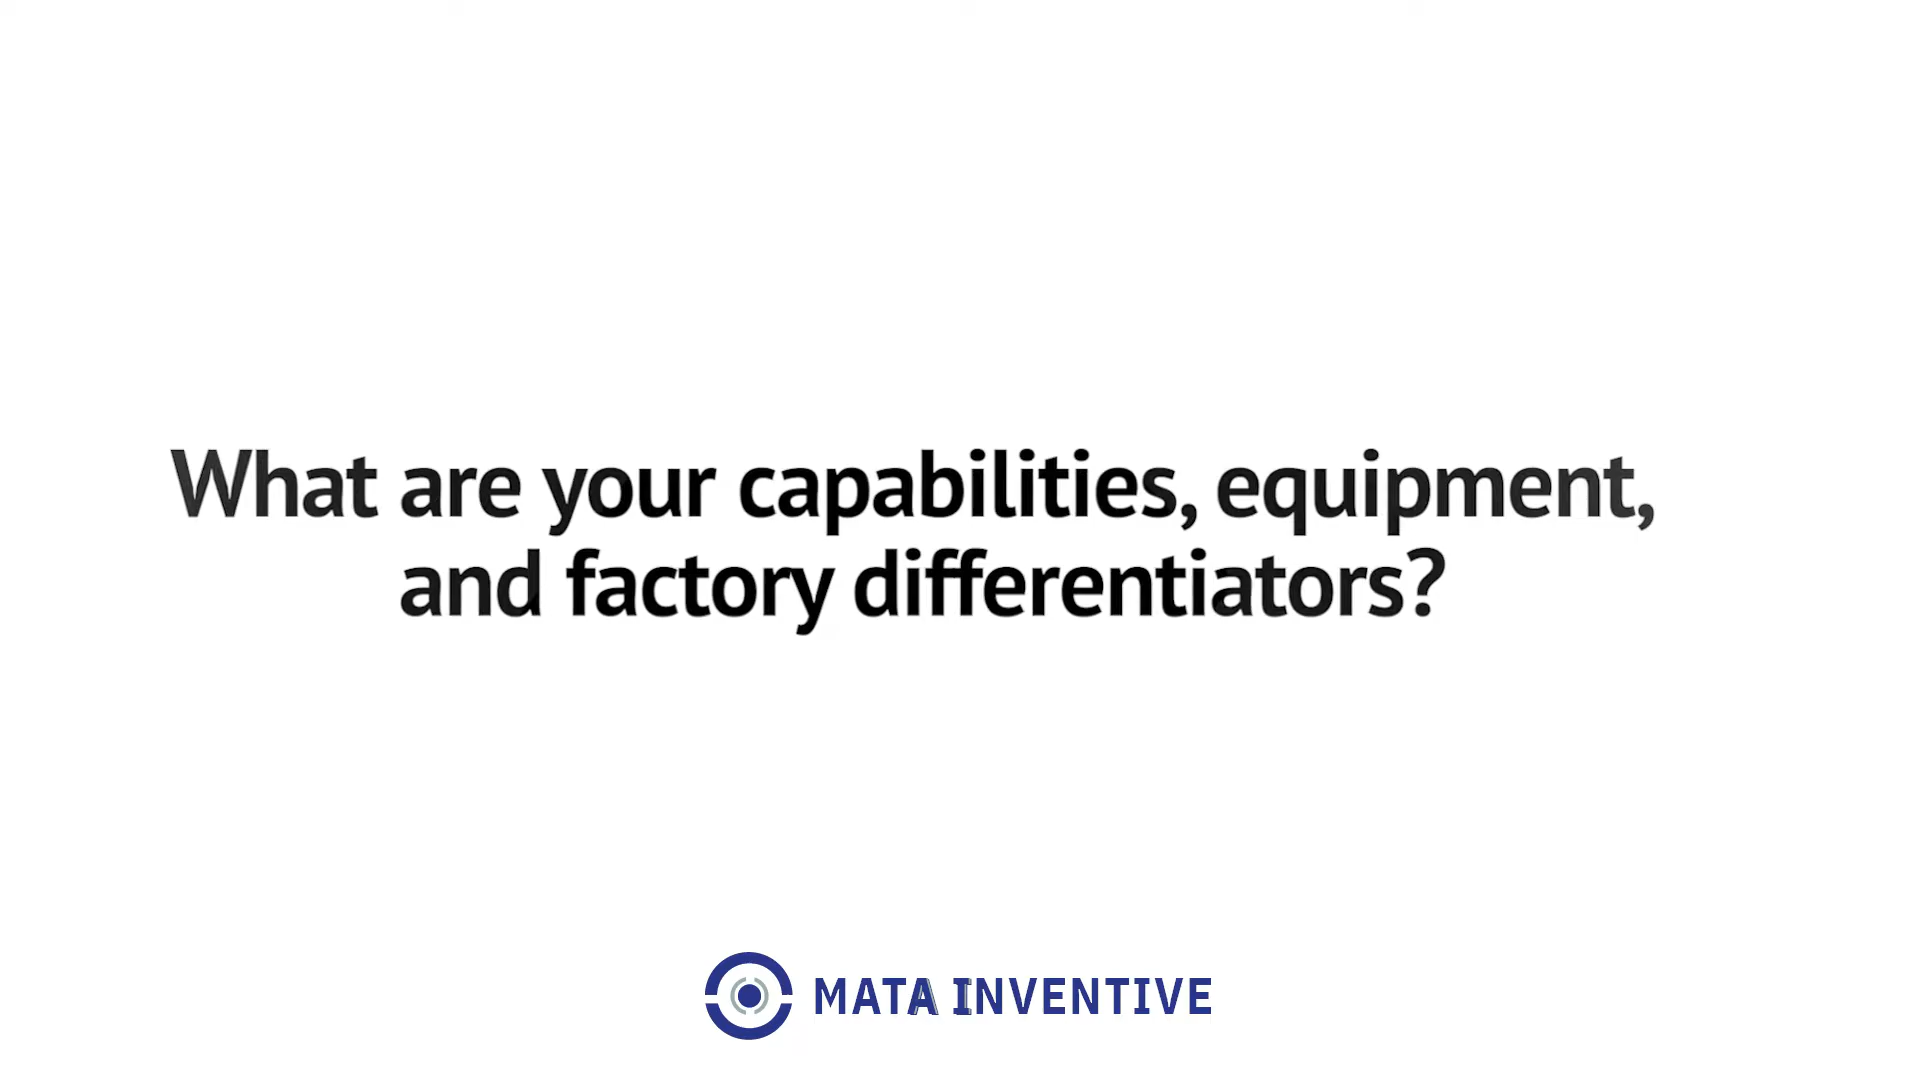 What are your capabilities, equipment,
and factory differentiators?
MATA INVENTIVE